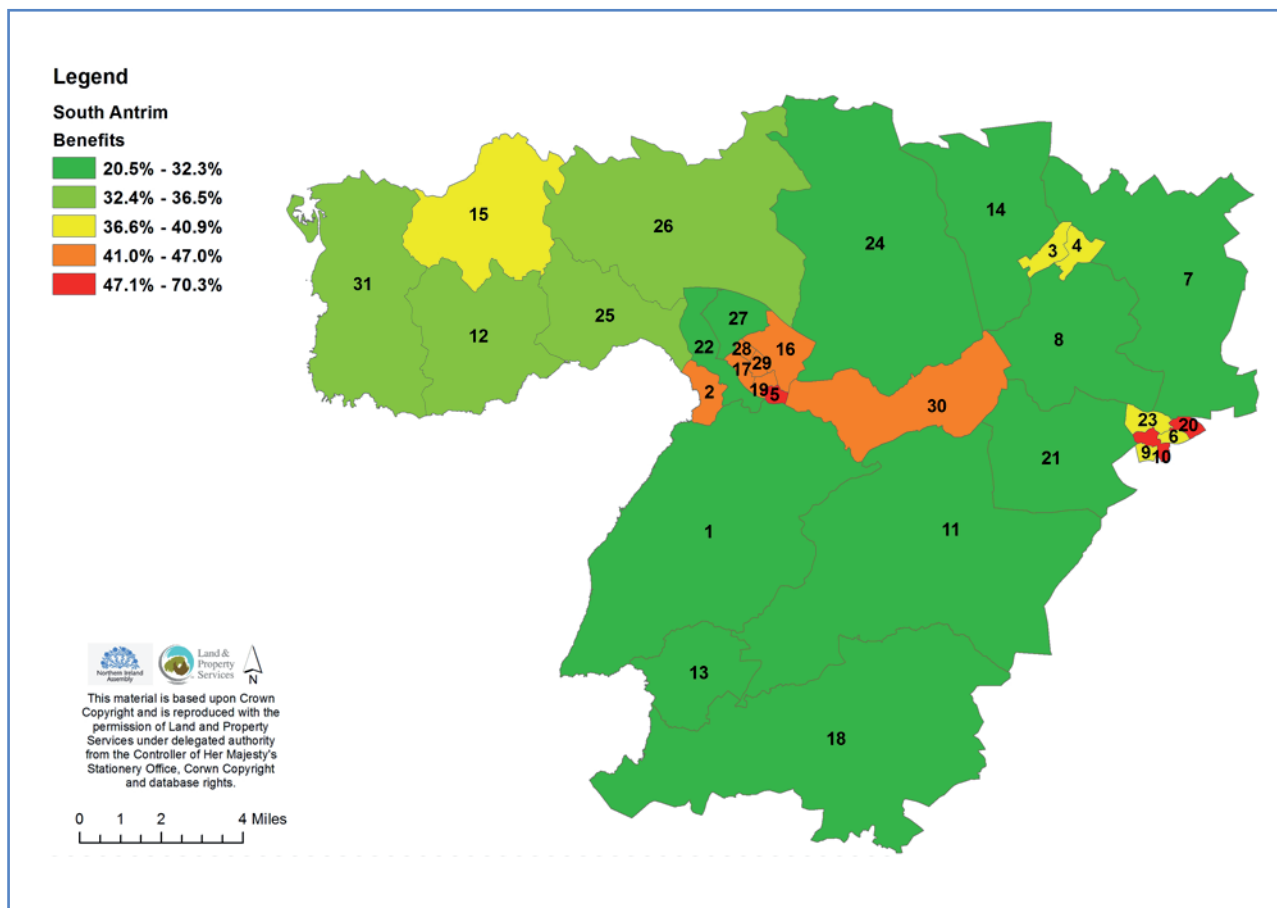 Legend
South Antrim
Benefits
20.5% - 32.3%
32.4% - 36.5%
36.6% - 40.9%
41.0% - 47.0%
47.1% - 70.3%
15
26
24
14
3
4
7
31
12
25
22
27
28
16
17
29
19
5
2
30
8
23
20
6
9
10
21
1
11
13
18
Northern Ireland
Assembly
Land &
Property
Services
N
This material is based upon Crown
Copyright and is reproduced with the
permission of Land and Property
Services under delegated authority
from the Controller of Her Majesty's
Stationery Office, Corwn Copyright
and database rights.
0 1 2 4 Miles